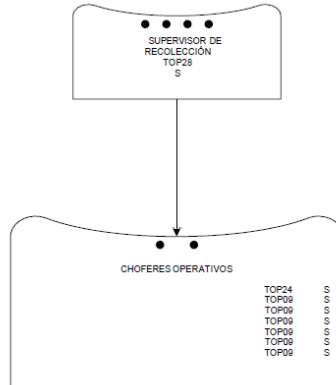 SUPERVISOR DE
RECOLECCIÓN
TOP28
S
CHOFERES OPERATIVOS
TOP24 S
TOP09 S
TOP09 S
TOP09 S
TOP09 S
TOP09 S
TOP09 S